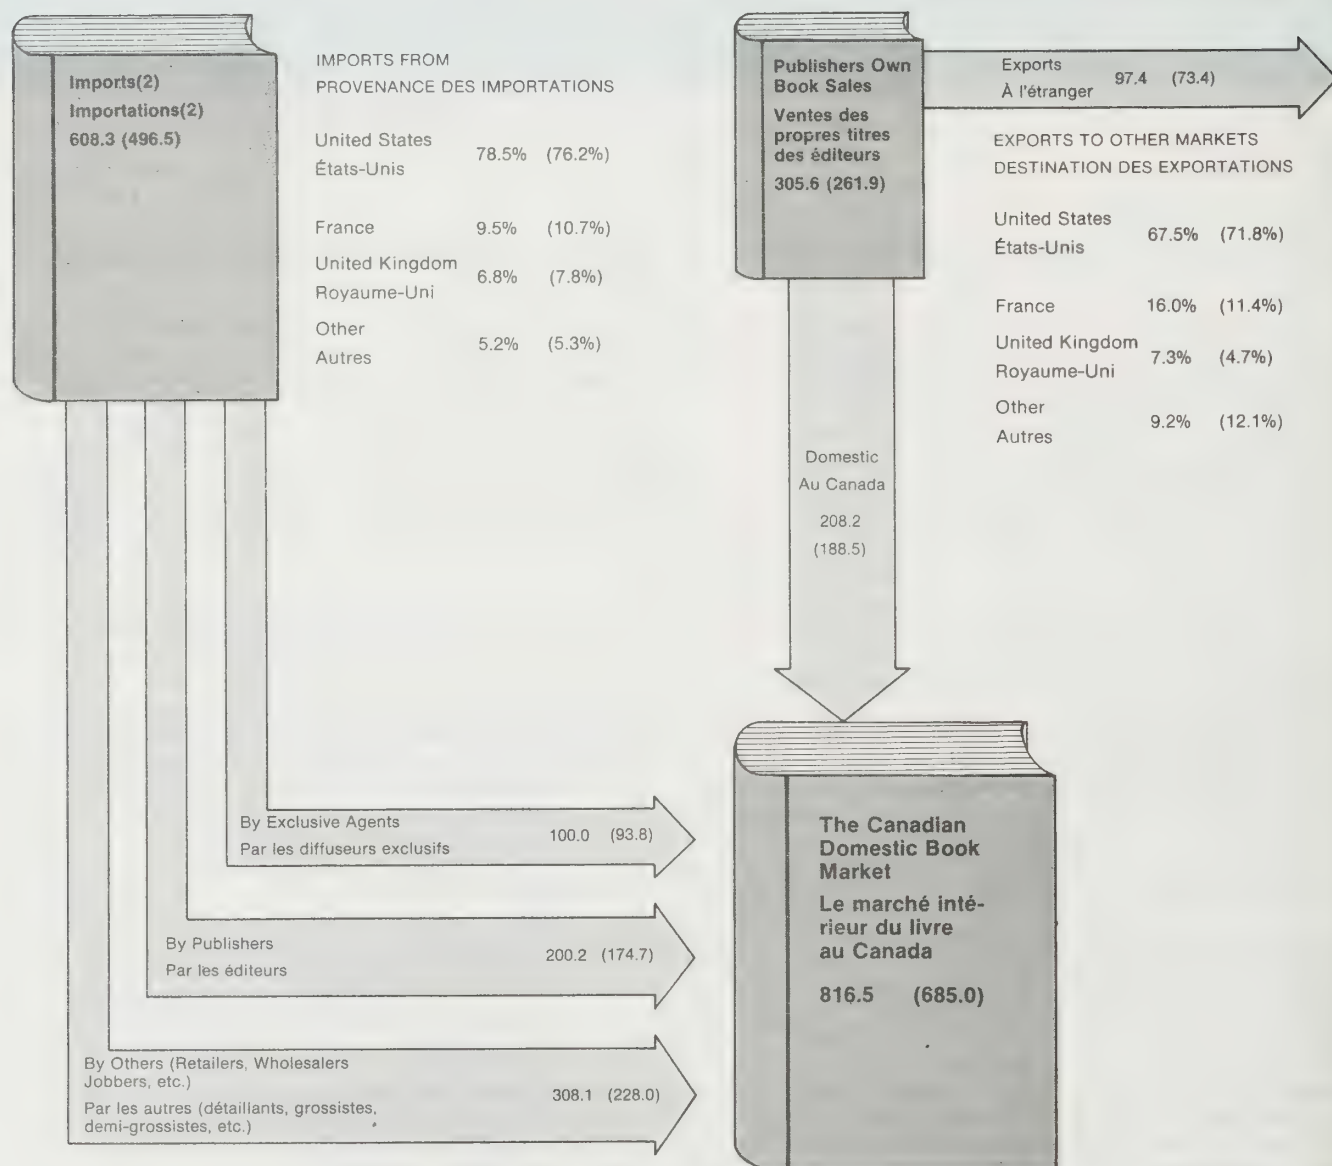 Imports(2)
Importations(2)
608.3 (496.5)
IMPORTS FROM
PROVENANCE DES IMPORTATIONS
United States
États-Unis
78.5% (76.2%)
France 9.5% (10.7%)
United Kingdom
Royaume-Uni
6.8% (7.8%)
Other
Autres
5.2% (5.3%)
Publishers Own
Book Sales
Ventes des
propres titres
des éditeurs
305.6 (261.9)
Exports
À l'étranger
97.4 (73.4)
EXPORTS TO OTHER MARKETS
DESTINATION DES EXPORTATIONS
United States
États-Unis
67.5% (71.8%)
France 16.0% (11.4%)
United Kingdom
Royaume-Uni
7.3% (4.7%)
Other
Autres
9.2% (12.1%)
Domestic
Au Canada
208.2
(188.5)
By Exclusive Agents
Par les diffuseurs exclusifs
100.0 (93.8)
By Publishers
Par les éditeurs
200.2 (174.7)
By Others (Retailers, Wholesalers
Jobbers, etc.)
Par les autres (détaillants, grossistes,
demi-grossistes, etc.)
308.1 (228.0)
The Canadian
Domestic Book
Market
Le marché inté-
rieur du livre
au Canada
816.5 (685.0)